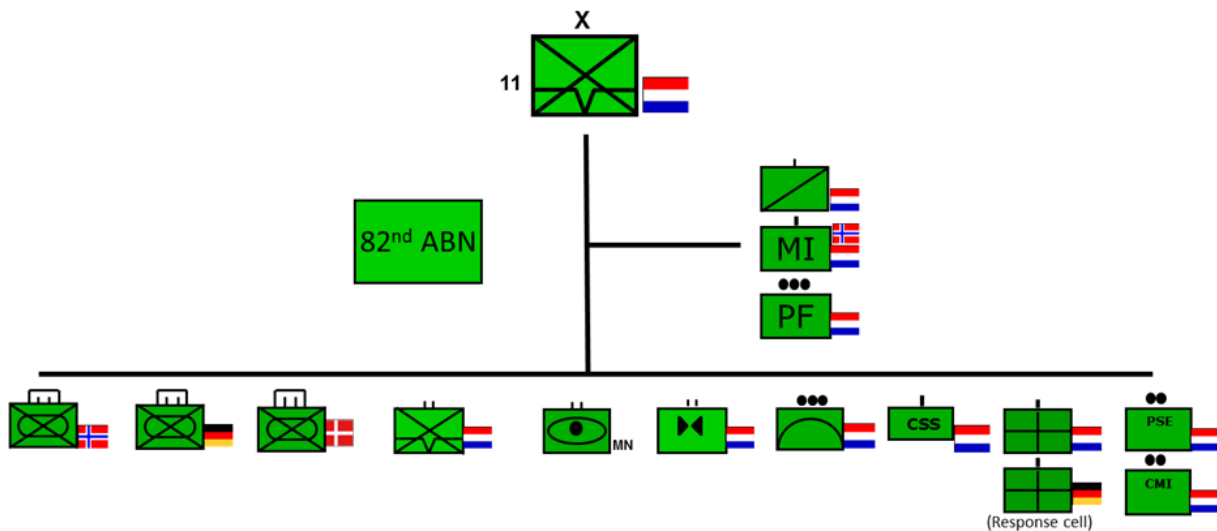 X
11
82nd ABN
MI
PF
MN
CSS
PSE
CMI
(Response cell)